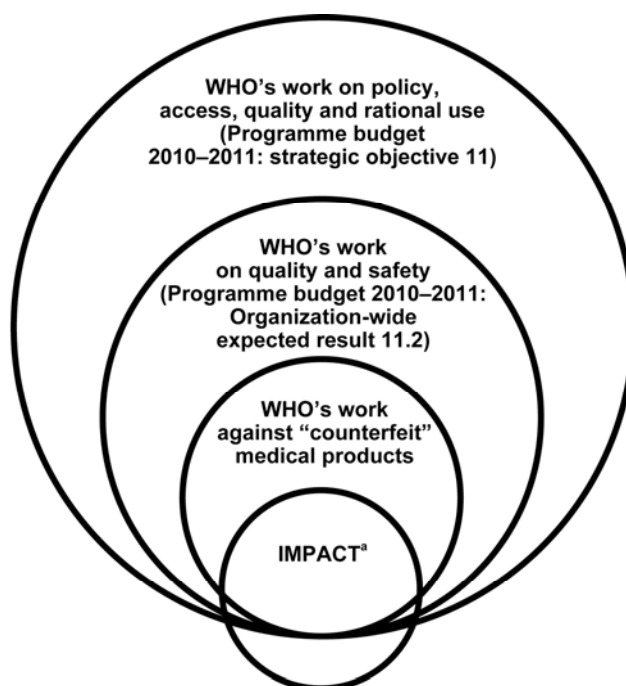 WHO’s work on policy,
access, quality and rational use
(Programme budget
2010–2011: strategic objective 11)
WHO’s work
on quality and safety
(Programme budget 2010–2011:
Organization-wide
expected result 11.2)
WHO’s work
against “counterfeit”
medical products
IMPACTᵃ